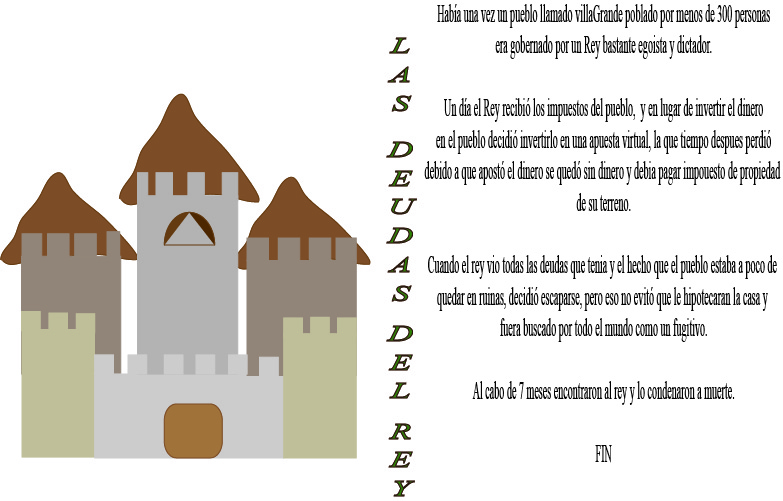 LAS DEUDAS DEL REY
Había una vez un pueblo llamado villaGrande poblado por menos de 300 personas
era gobernado por un Rey bastante egoista y dictador.
Un día el Rey recibió los impuestos del pueblo, y en lugar de invertir el dinero
en el pueblo decidió invertirlo en una apuesta virtual, la que tiempo despues perdió
debido a que apostó el dinero se quedó sin dinero y debia pagar impouesto de propiedad
de su terreno.
Cuando el rey vio todas las deudas que tenia y el hecho que el pueblo estaba a poco de
quedar en ruinas, decidió escaparse, pero eso no evitó que le hipotecaran la casa y
fuera buscado por todo el mundo como un fugitivo.
Al cabo de 7 meses encontraron al rey y lo condenaron a muerte.
FIN